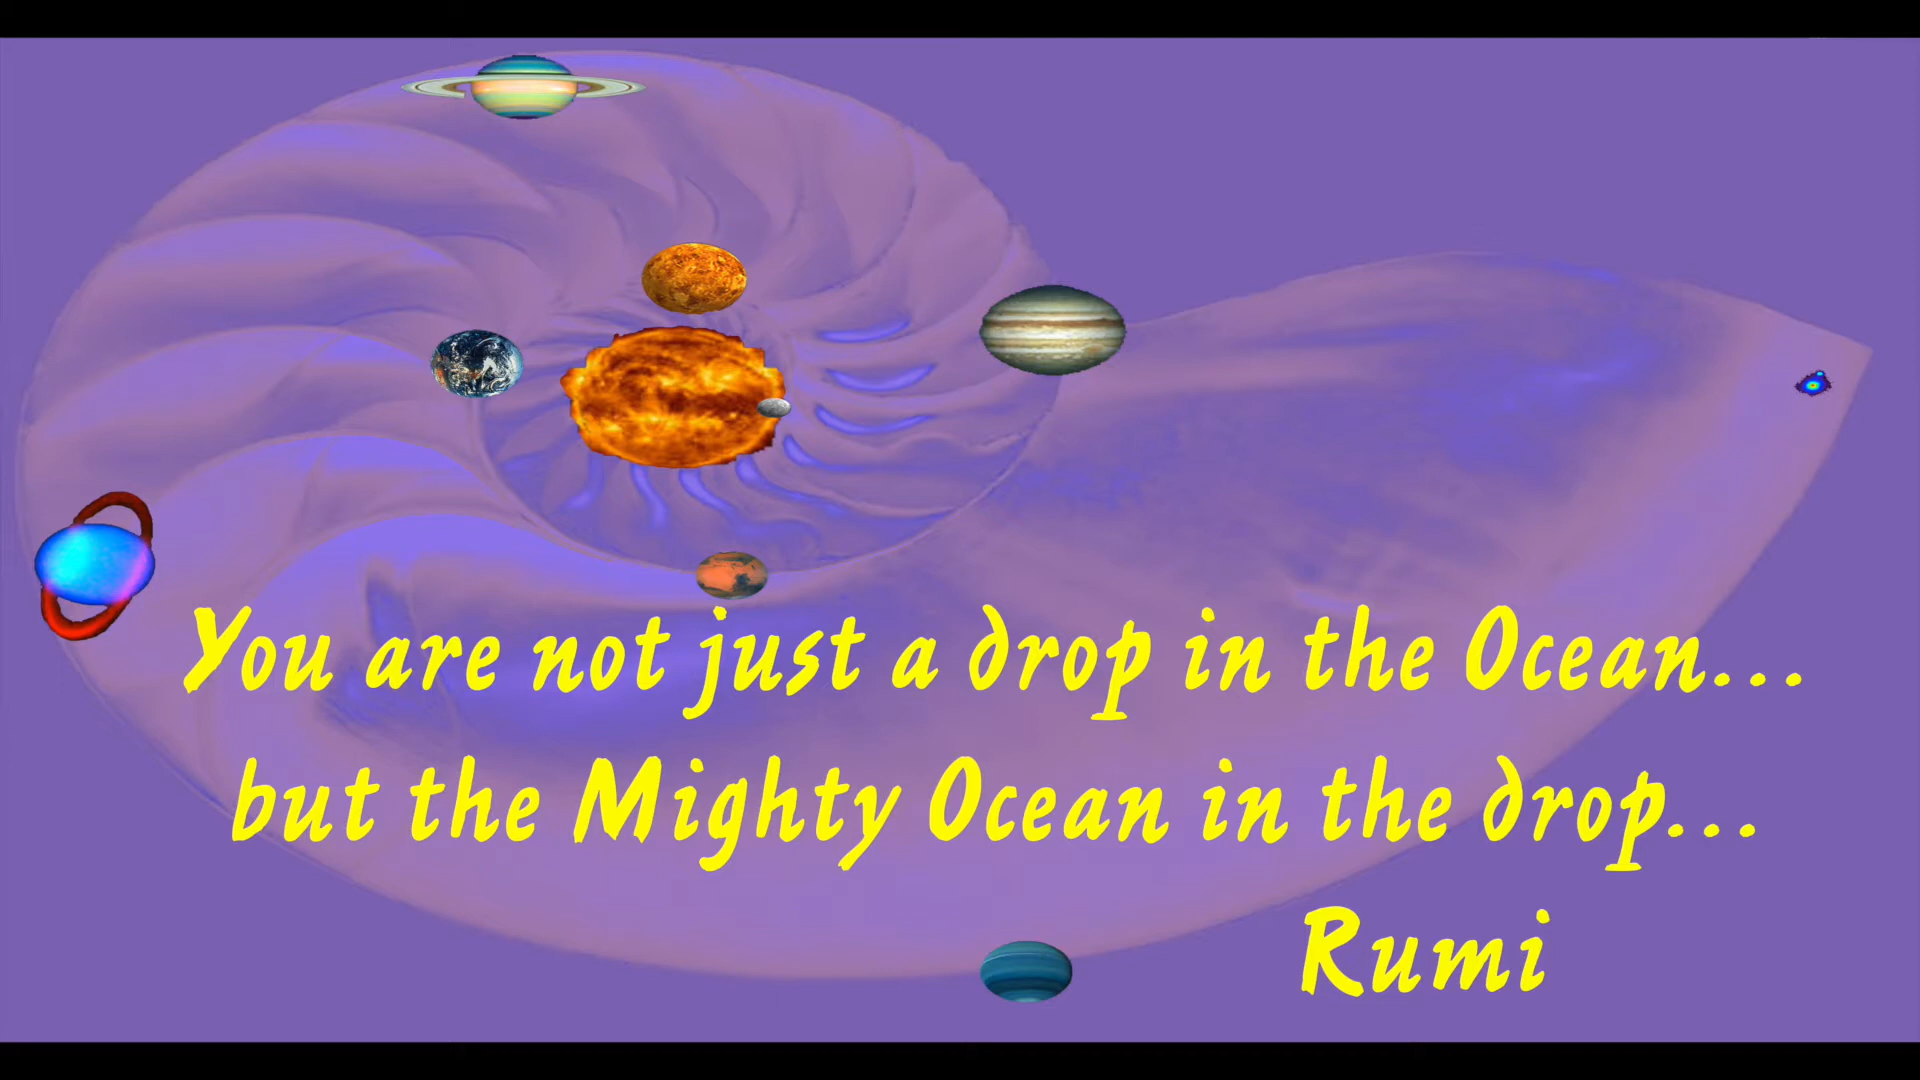 You are not just a drop in the Ocean...
but the Mighty Ocean in the drop...
Rumi